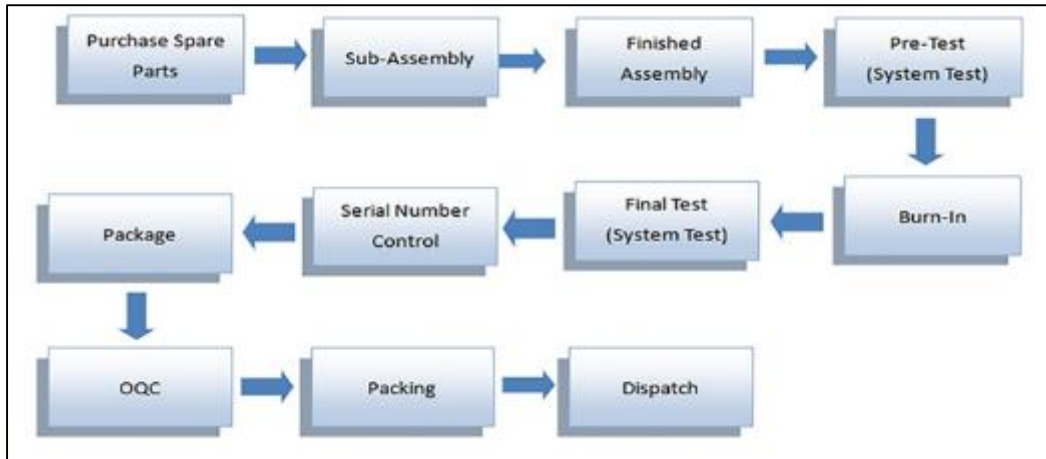 Purchase Spare
Parts
Sub-Assembly
Finished
Assembly
Pre-Test
(System Test)
Burn-In
Final Test
(System Test)
Serial Number
Control
Package
OQC
Packing
Dispatch